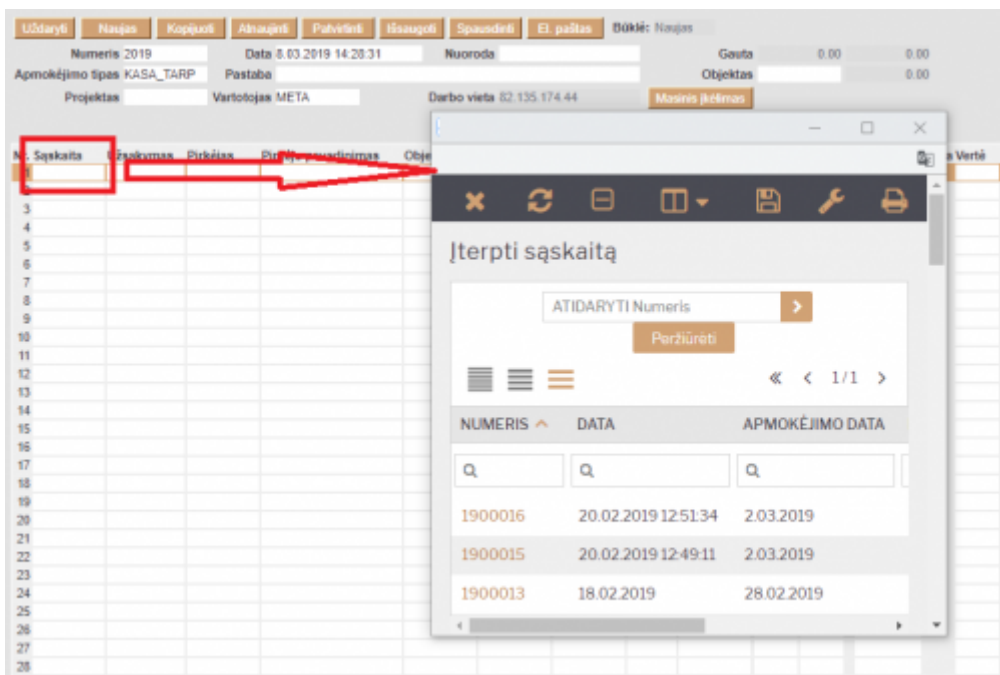 Uždaryti Naujas Kopijuoti Atnaujinti Patvirtinti Išsaugoti Spausdinti El. paštas Būklė: Naujas
Numeris 2019 Data 8.03.2019 14:28:31 Nuoroda Gauta 0.00 0.00
Apmokėjimo tipas KASA_TARP Pastaba Objektas 0.00
Projektas Vartotojas META Darbo vieta 82.135.174.44 Masinis įkėlimas
Nr. Sąskaita Užsakymas Pirkėjas Pirkėjo pavadinimas Obje a Vertė
3
4
5
6
7
8
9
10
11
12
13
14
15
16
17
18
19
20
21
22
23
24
25
26
27
28
Įterpti sąskaitą
ATIDARYTI Numeris
Peržiūrėti
1/1
NUMERIS DATA APMOKĖJIMO DATA
1900016 20.02.2019 12:51:34 2.03.2019
1900015 20.02.2019 12:49:11 2.03.2019
1900013 18.02.2019 28.02.2019